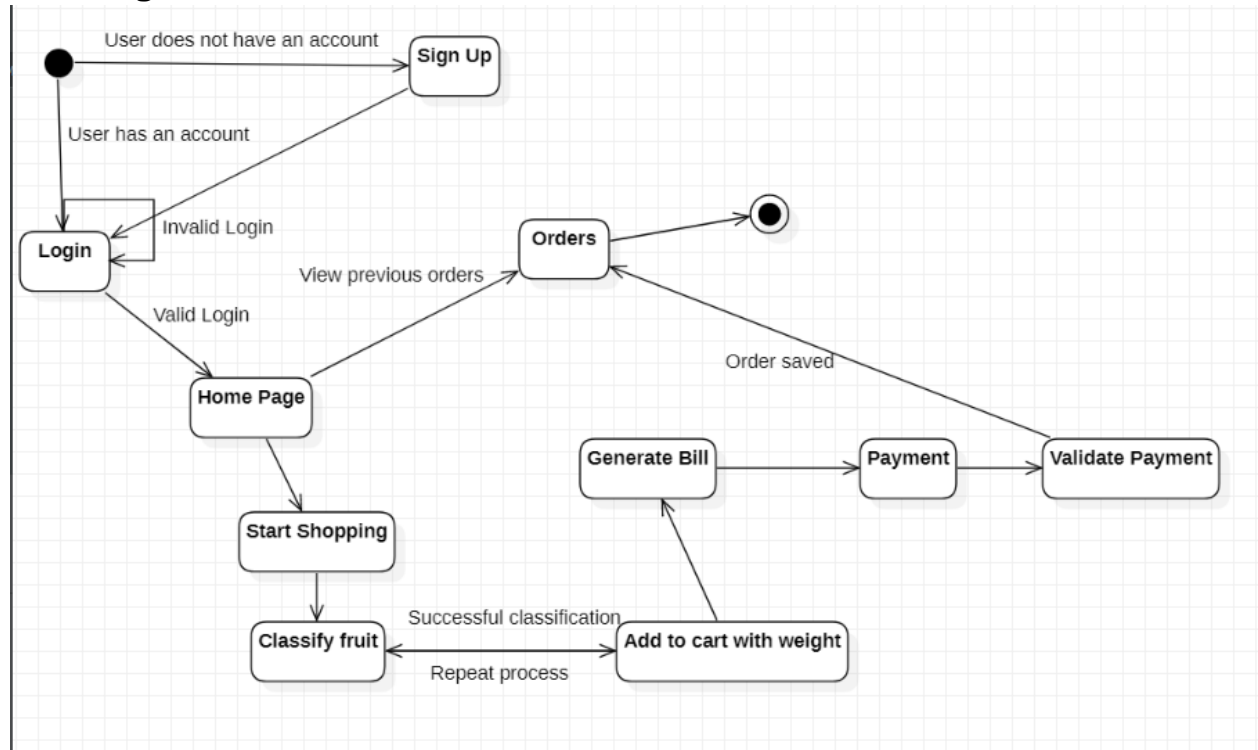 User does not have an account
Sign Up
User has an account
Invalid Login
Login
Orders
View previous orders
Valid Login
Order saved
Home Page
Generate Bill
Payment
Validate Payment
Start Shopping
Successful classification
Classify fruit
Add to cart with weight
Repeat process